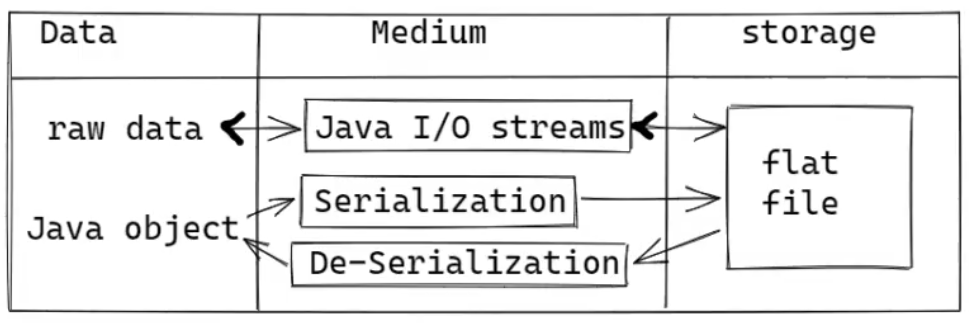 Data
Medium
storage
raw data
Java I/O streams
flat
file
Java object
Serialization
De-Serialization